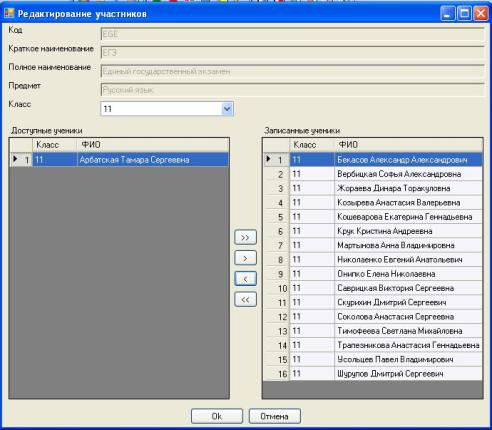 Редактирование участников
Код EGE
Краткое наименование ЕГЭ
Полное наименование Единый государственный экзамен
Предмет Русский язык
Класс 11
Доступные ученики
Класс ФИО
1 11 Арбатская Тамара Сергеевна
>>
>
<
<<
Записанные ученики
Класс ФИО
1 11 Бекасов Александр Александрович
2 11 Вербицкая Софья Александровна
3 11 Жораева Динара Торакуловна
4 11 Козырева Анастасия Валерьевна
5 11 Кошеварова Екатерина Геннадьевна
6 11 Крук Кристина Андреевна
7 11 Мартынова Анна Владимировна
8 11 Николаенко Евгений Анатольевич
9 11 Онипко Елена Николаевна
10 11 Саврицкая Виктория Сергеевна
11 11 Скурихин Дмитрий Сергеевич
12 11 Соколова Анастасия Сергеевна
13 11 Тимофеева Светлана Михайловна
14 11 Трапезникова Анастасия Геннадьевна
15 11 Усольцев Павел Владимирович
16 11 Шурупов Дмитрий Сергеевич
Ok Отмена